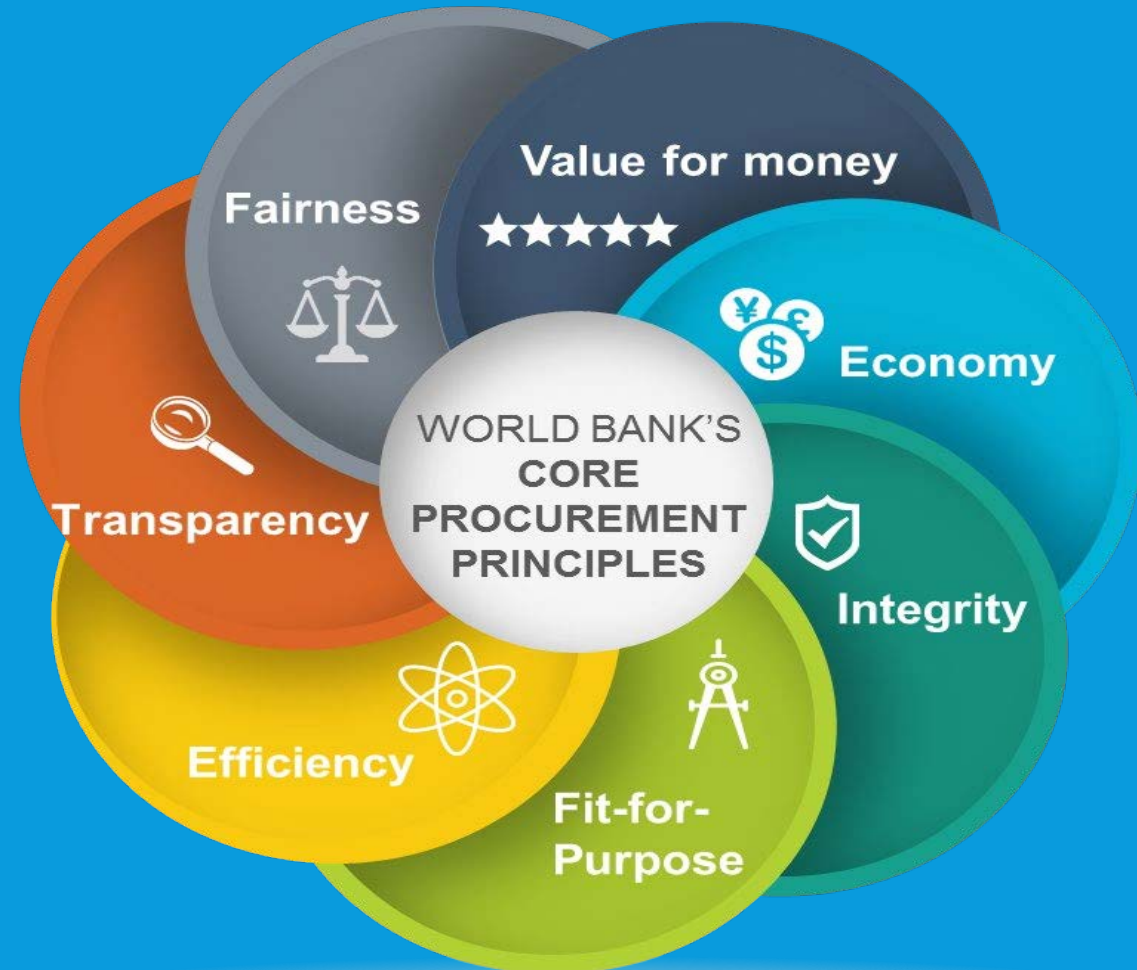 Value for money
Fairness
¥
£
$
Economy
WORLD BANK'S
CORE
PROCUREMENT
PRINCIPLES
Transparency
Integrity
Efficiency
Fit-for-
Purpose